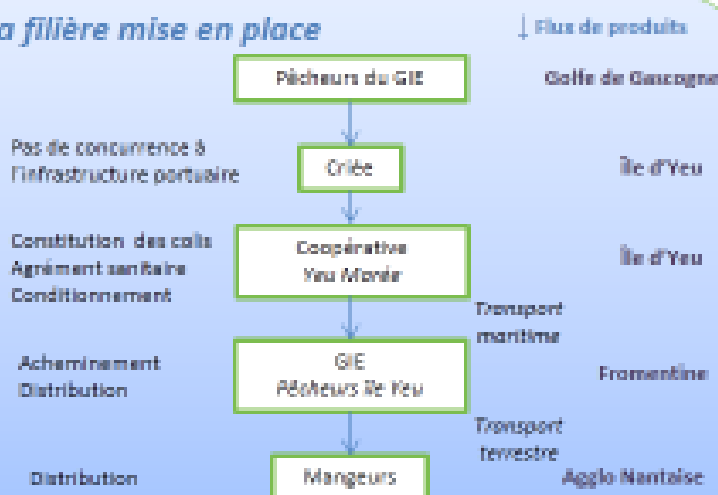 a filière mise en place
↓ Flux de produits
Pêcheurs du GIE
Golfe de Gascogne
Pas de concurrence à
l'infrastructure portuaire
Criée
Île d'Yeu
Constitution des colis
Agrément sanitaire
Conditionnement
Coopérative
Yeu Marée
Île d'Yeu
Transport
maritime
Acheminement
Distribution
GIE
Pêcheurs île Yeu
Fromentine
Transport
terrestre
Distribution
Mangeurs
Agglo Nantaise